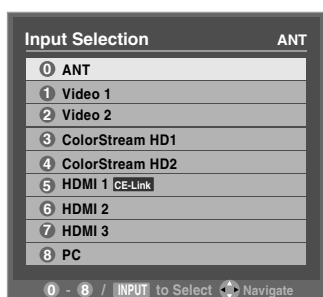 Input Selection ANT
0 ANT
1 Video 1
2 Video 2
3 ColorStream HD1
4 ColorStream HD2
5 HDMI 1 CE-Link
6 HDMI 2
7 HDMI 3
8 PC
0 - 8 / INPUT to Select Navigate